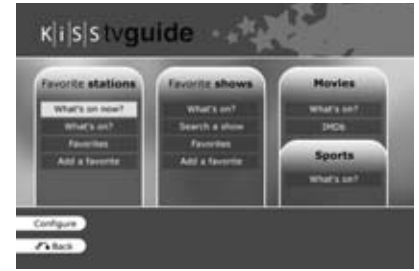 K|i|S|S tvguide
Favorite stations
What's on now?
What's on?
Favorites
Add a favorite
Favorite shows
What's on?
Search a show
Favorites
Add a favorite
Movies
What's on?
IMDb
Sports
What's on?
Configure
Back